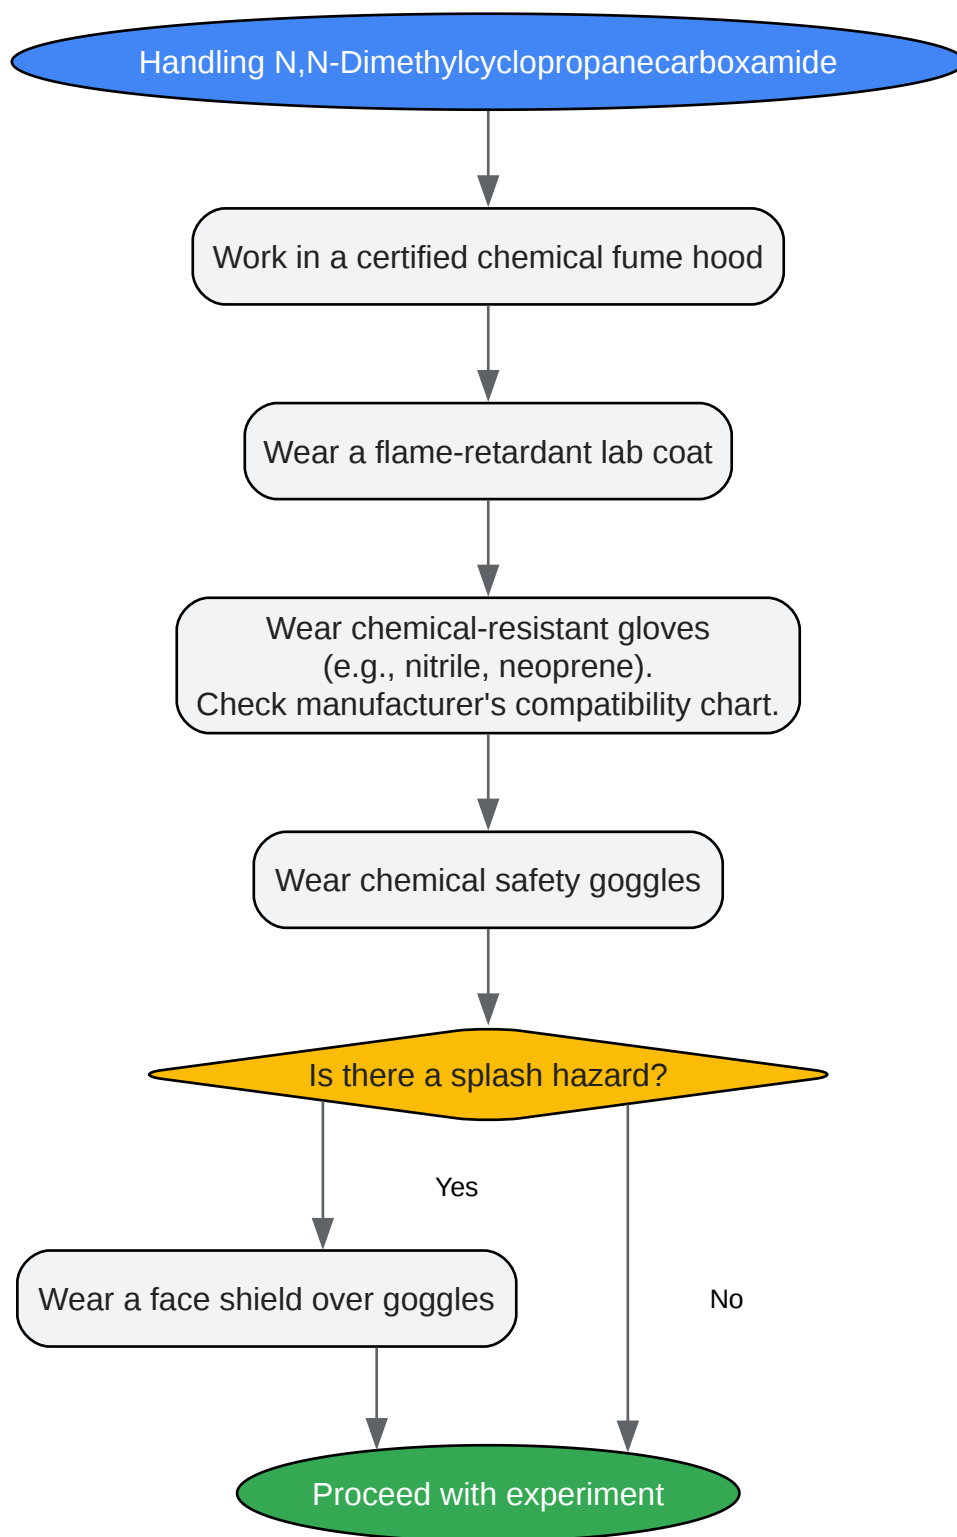 Handling N,N-Dimethylcyclopropanecarboxamide
Work in a certified chemical fume hood
Wear a flame-retardant lab coat
Wear chemical-resistant gloves
(e.g., nitrile, neoprene).
Check manufacturer's compatibility chart.
Wear chemical safety goggles
Is there a splash hazard?
Yes
Wear a face shield over goggles
No
Proceed with experiment